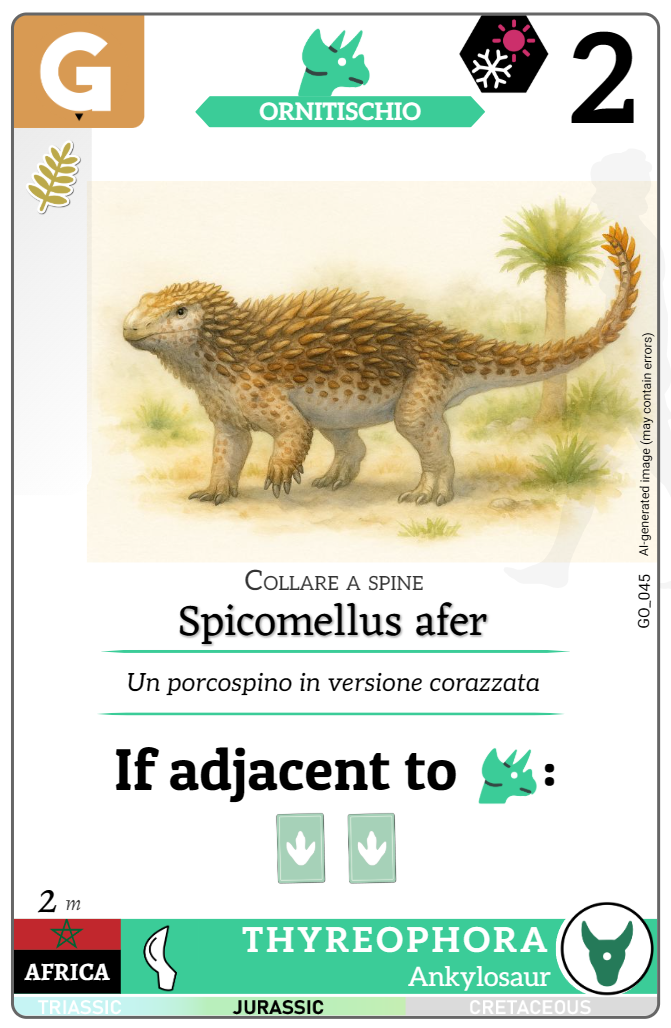 G
ORNITISCHIO
2
AI-generated image (may contain errors)
GO_045
Collare a spine
Spicomellus afer
Un porcospino in versione corazzata
If adjacent to :
2 m
AFRICA
THYREOPHORA
Ankylosaur
TRIASSIC
JURASSIC
CRETACEOUS